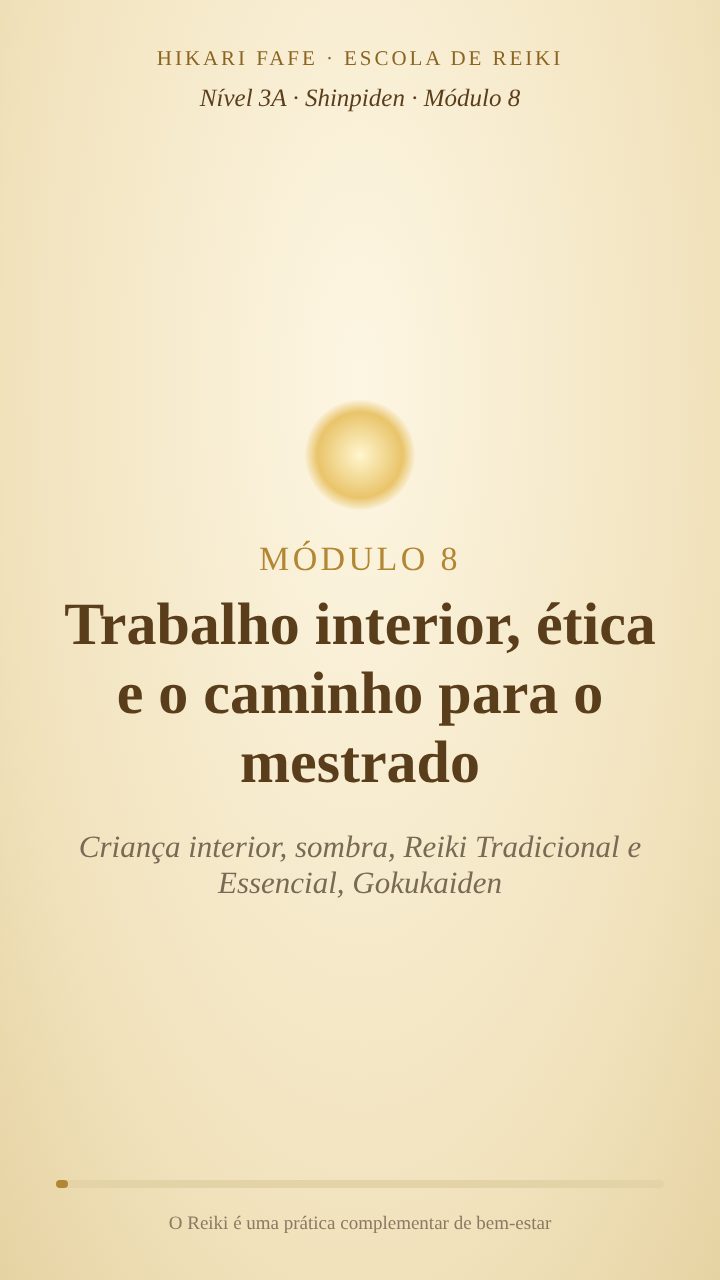 HIKARI FAFE · ESCOLA DE REIKI
Nível 3A · Shinpiden · Módulo 8
MÓDULO 8
Trabalho interior, ética
e o caminho para o
mestrado
Criança interior, sombra, Reiki Tradicional e
Essencial, Gokukaiden
O Reiki é uma prática complementar de bem-estar